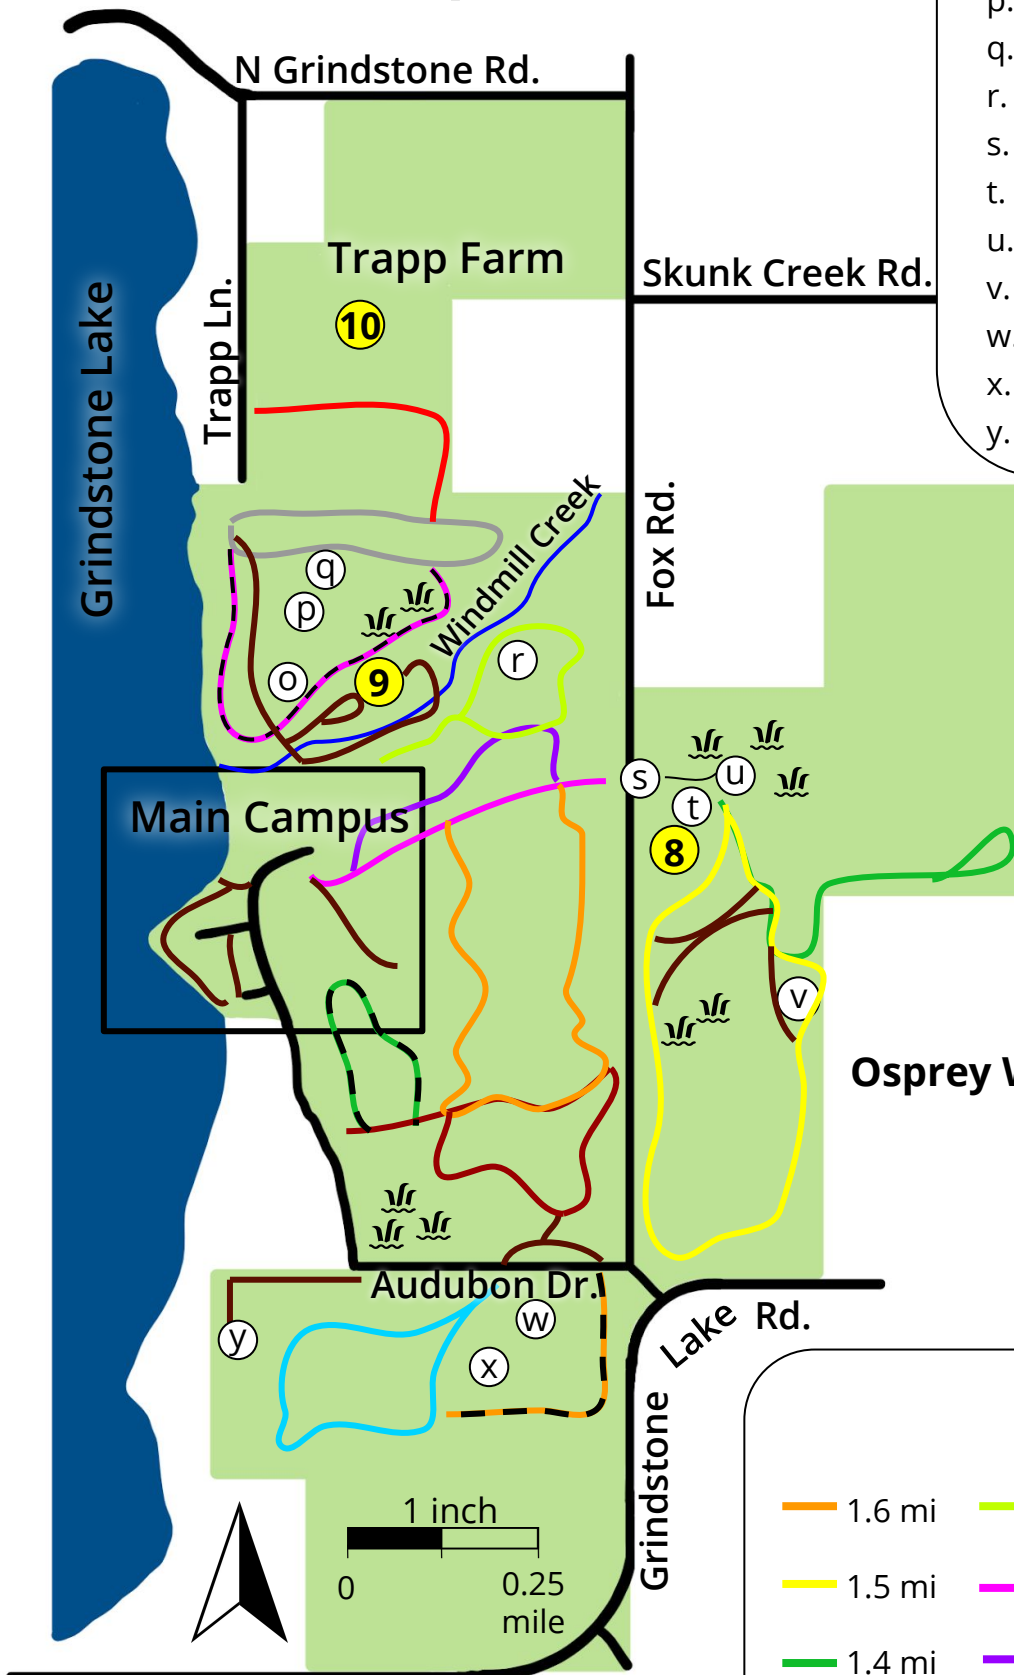 p.
q.
r.
s.
t.
u.
v.
w.
x.
y.
N Grindstone Rd.
Trapp Farm
Skunk Creek Rd.
10
Trapp Ln.
Grindstone Lake
Windmill Creek
Fox Rd.
q
p
o
9
r
s
u
t
8
Main Campus
v
Osprey W
Audubon Dr.
w
x
y
Lake Rd.
Grindstone
1 inch
0
0.25
mile
1.6 mi
1.5 mi
1.4 mi